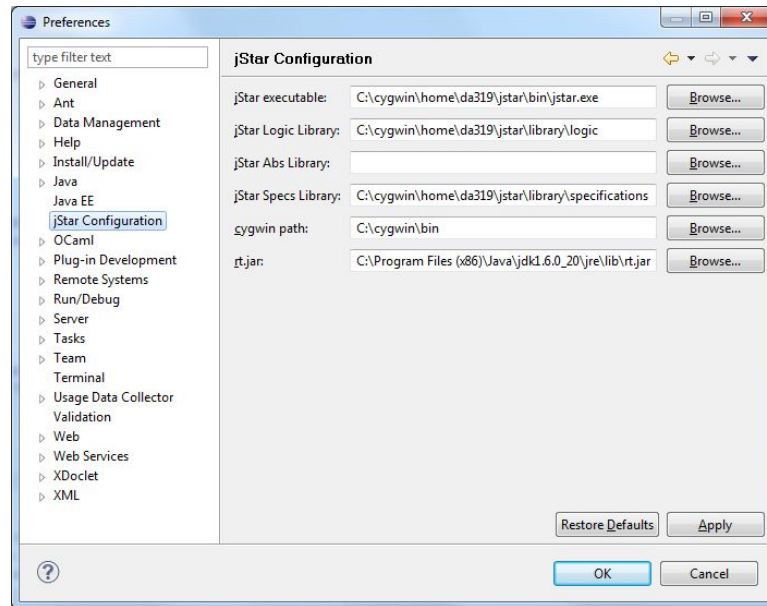 Preferences
type filter text
General
Ant
Data Management
Help
Install/Update
Java
Java EE
jStar Configuration
OCaml
Plug-in Development
Remote Systems
Run/Debug
Server
Tasks
Team
Terminal
Usage Data Collector
Validation
Web
Web Services
XDoclet
XML
jStar Configuration
jStar executable: C:\cygwin\home\da319\jstar\bin\jstar.exe Browse...
jStar Logic Library: C:\cygwin\home\da319\jstar\library\logic Browse...
jStar Abs Library: Browse...
jStar Specs Library: C:\cygwin\home\da319\jstar\library\specifications Browse...
cygwin path: C:\cygwin\bin Browse...
rt.jar: C:\Program Files (x86)\Java\jdk1.6.0_20\jre\lib\rt.jar Browse...
Restore Defaults Apply
? OK Cancel